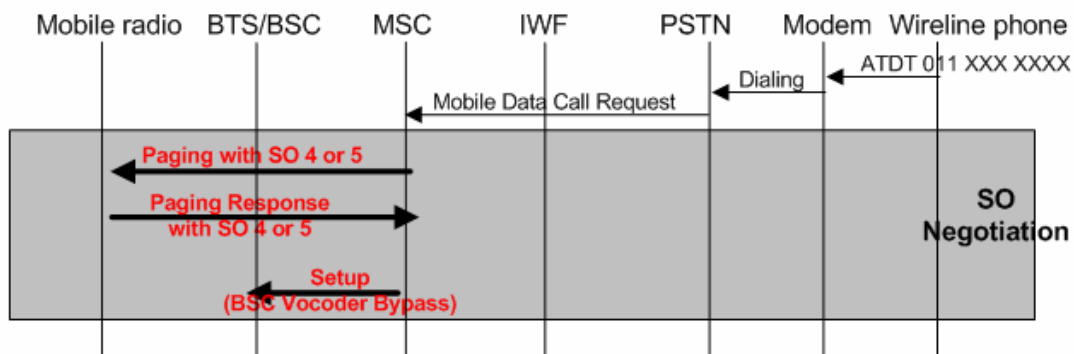 Mobile radio BTS/BSC MSC IWF PSTN Modem Wireline phone
ATDT 011 XXX XXXX
Dialing
Mobile Data Call Request
Paging with SO 4 or 5
Paging Response
with SO 4 or 5
SO
Negotiation
Setup
(BSC Vocoder Bypass)